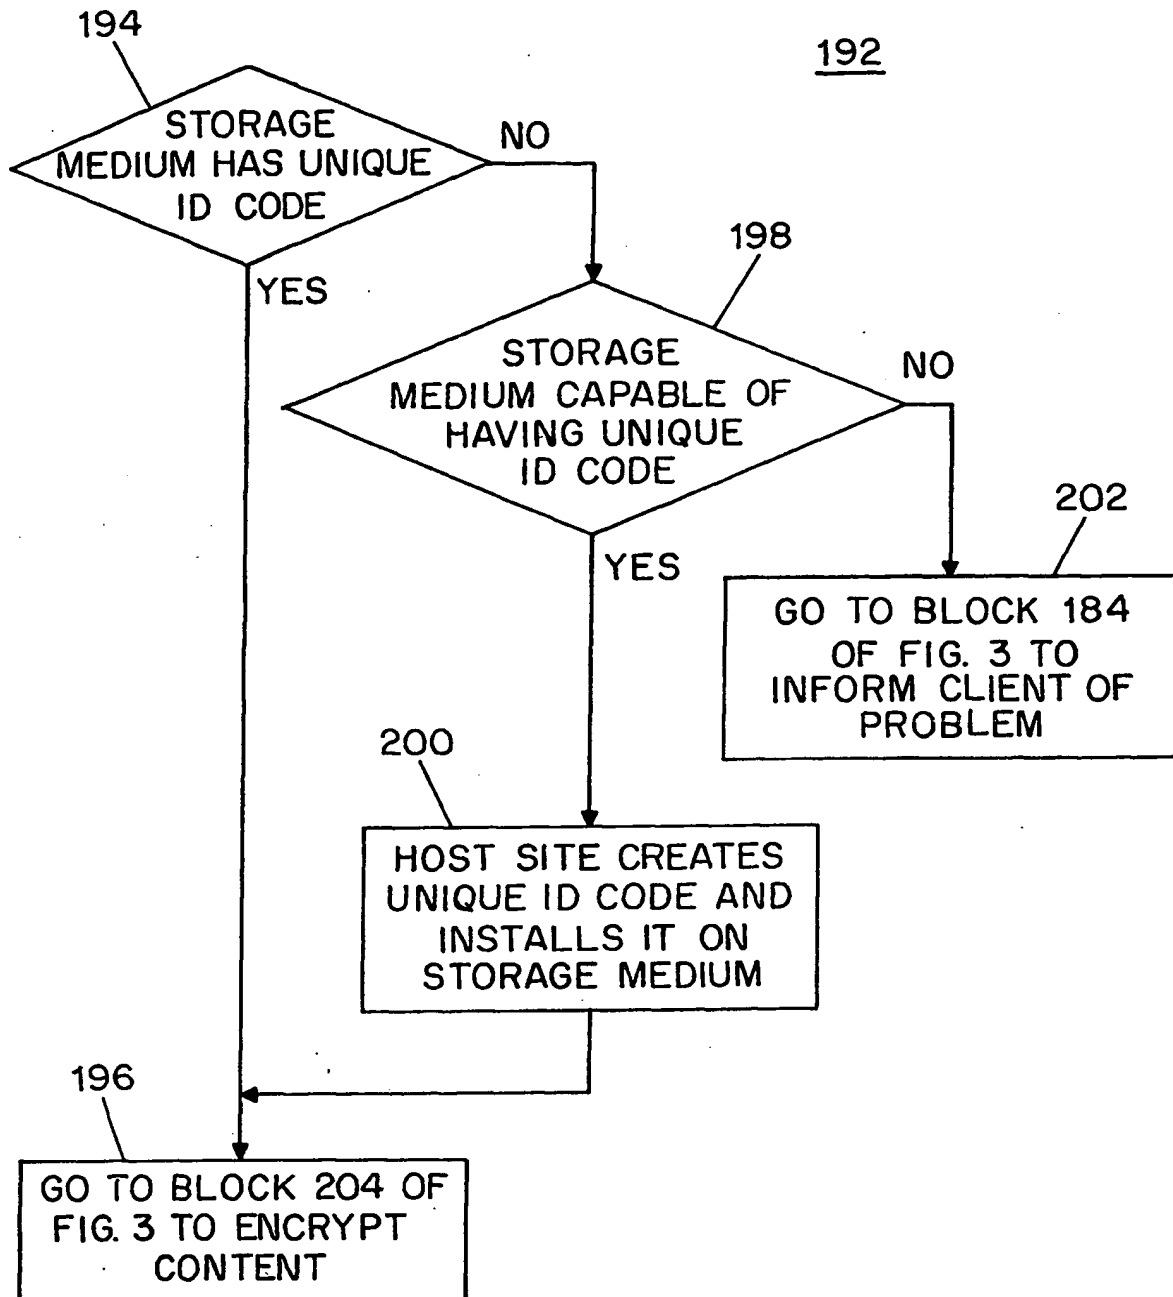 194
192
STORAGE
MEDIUM HAS UNIQUE
ID CODE
NO
YES
198
STORAGE
MEDIUM CAPABLE OF
HAVING UNIQUE
ID CODE
NO
YES
202
GO TO BLOCK 184
OF FIG. 3 TO
INFORM CLIENT OF
PROBLEM
200
HOST SITE CREATES
UNIQUE ID CODE AND
INSTALLS IT ON
STORAGE MEDIUM
196
GO TO BLOCK 204 OF
FIG. 3 TO ENCRYPT
CONTENT